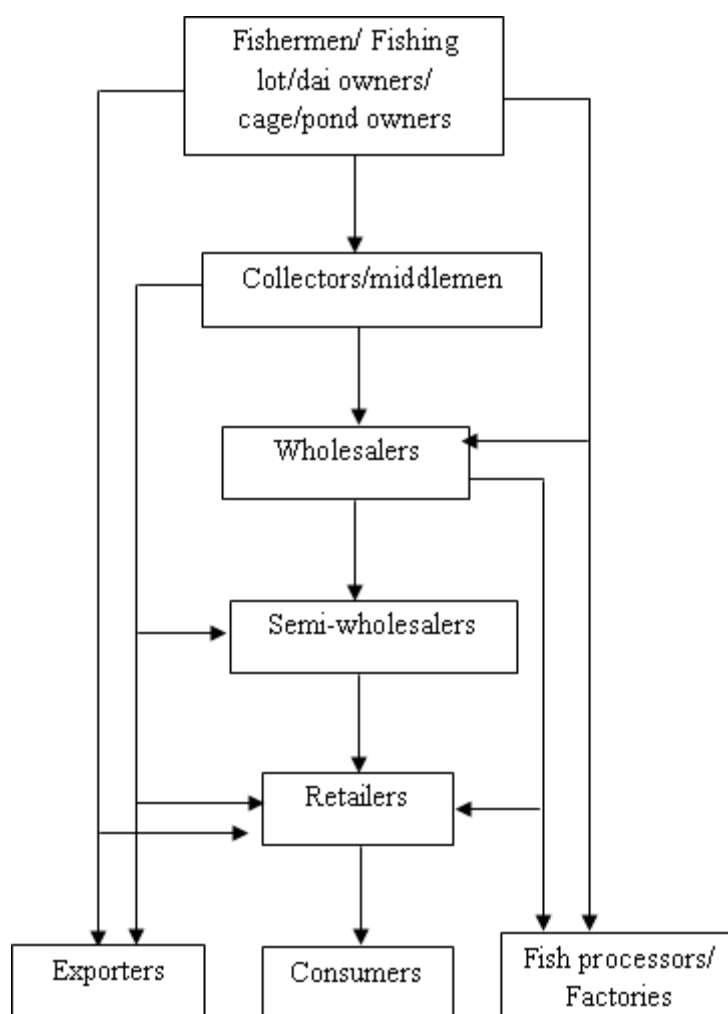 Fishermen/ Fishing
lot/dai owners/
cage/pond owners
Collectors/middlemen
Wholesalers
Semi-wholesalers
Retailers
Exporters
Consumers
Fish processors/
Factories